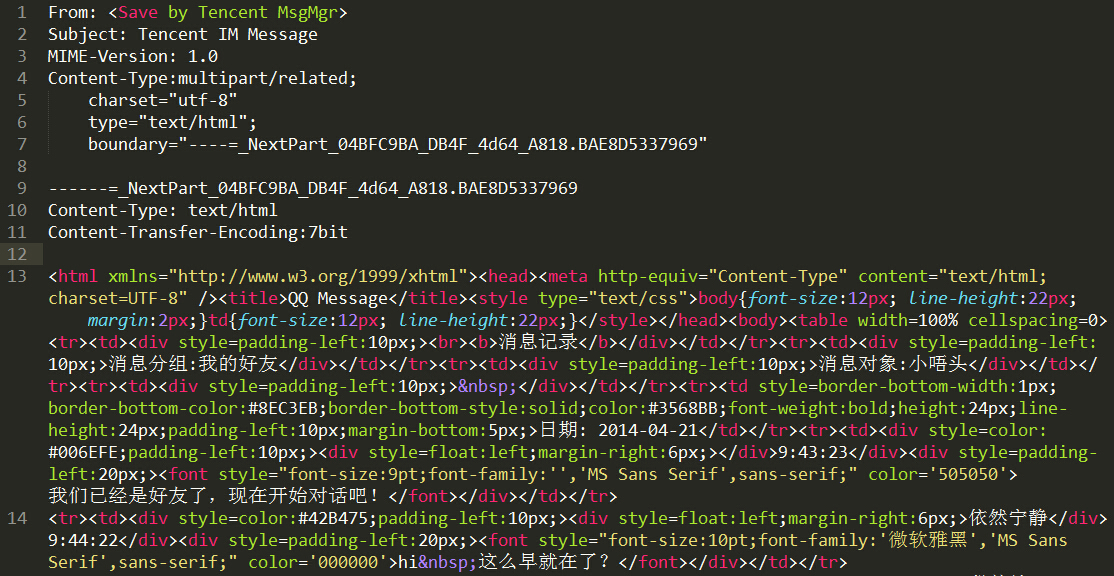 1 From: <Save by Tencent MsgMgr>
2 Subject: Tencent IM Message
3 MIME-Version: 1.0
4 Content-Type:multipart/related;
5 charset="utf-8"
6 type="text/html";
7 boundary="----=_NextPart_04BFC9BA_DB4F_4d64_A818.BAE8D5337969"
8
9 ------=_NextPart_04BFC9BA_DB4F_4d64_A818.BAE8D5337969
10 Content-Type: text/html
11 Content-Transfer-Encoding:7bit
12
13 <html xmlns="http://www.w3.org/1999/xhtml"><head><meta http-equiv="Content-Type" content="text/html;
charset=UTF-8" /><title>QQ Message</title><style type="text/css">body{font-size:12px; line-height:22px;
margin:2px;}td{font-size:12px; line-height:22px;}</style></head><body><table width=100% cellspacing=0>
<tr><td><div style=padding-left:10px;><br><b>消息记录</b></div></td></tr><tr><td><div style=padding-left:
10px;>消息分组:我的好友</div></td></tr><tr><td><div style=padding-left:10px;>消息对象:小唔头</div></td></
tr><tr><td><div style=padding-left:10px;>&nbsp;</div></td></tr><tr><td style=border-bottom-width:1px;
border-bottom-color:#8EC3EB;border-bottom-style:solid;color:#3568BB;font-weight:bold;height:24px;line-
height:24px;padding-left:10px;margin-bottom:5px;>日期: 2014-04-21</td></tr><tr><td><div style=color:
#006EFE;padding-left:10px;><div style=float:left;margin-right:6px;></div>9:43:23</div><div style=padding-
left:20px;><font style="font-size:9pt;font-family:'','MS Sans Serif',sans-serif;" color='505050'>
我们已经是好友了，现在开始对话吧！</font></div></td></tr>
14 <tr><td><div style=color:#42B475;padding-left:10px;><div style=float:left;margin-right:6px;>依然宁静</div>
9:44:22</div><div style=padding-left:20px;><font style="font-size:10pt;font-family:'微软雅黑','MS Sans
Serif',sans-serif;" color='000000'>hi&nbsp;这么早就在了？</font></div></td></tr>